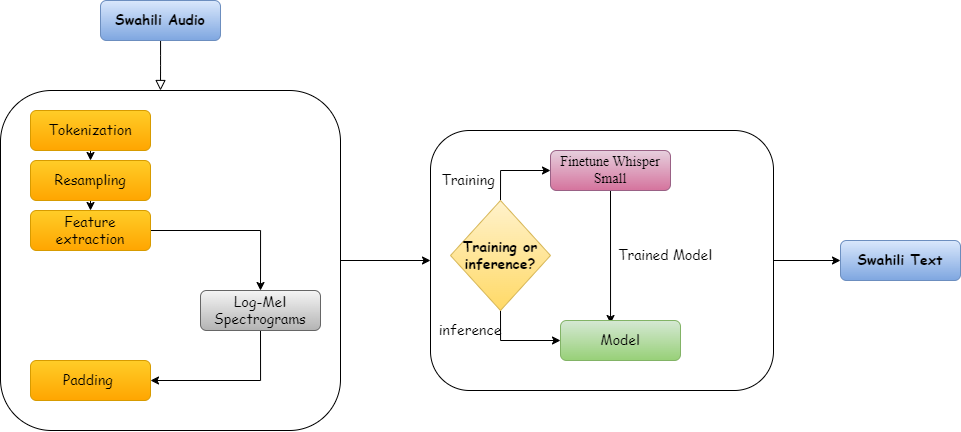 Swahili Audio
Tokenization
Resampling
Feature
extraction
Log-Mel
Spectrograms
Padding
Training
Finetune Whisper
Small
Training or
inference?
Trained Model
inference
Model
Swahili Text